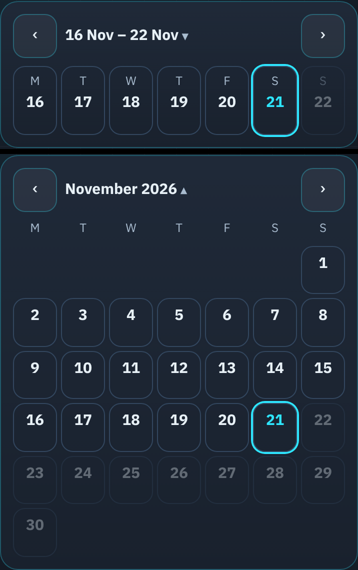 ‹ 16 Nov – 22 Nov ▾ ›
M T W T F S S
16 17 18 19 20 21 22
‹ November 2026 ▴ ›
M T W T F S S
1
2 3 4 5 6 7 8
9 10 11 12 13 14 15
16 17 18 19 20 21 22
23 24 25 26 27 28 29
30